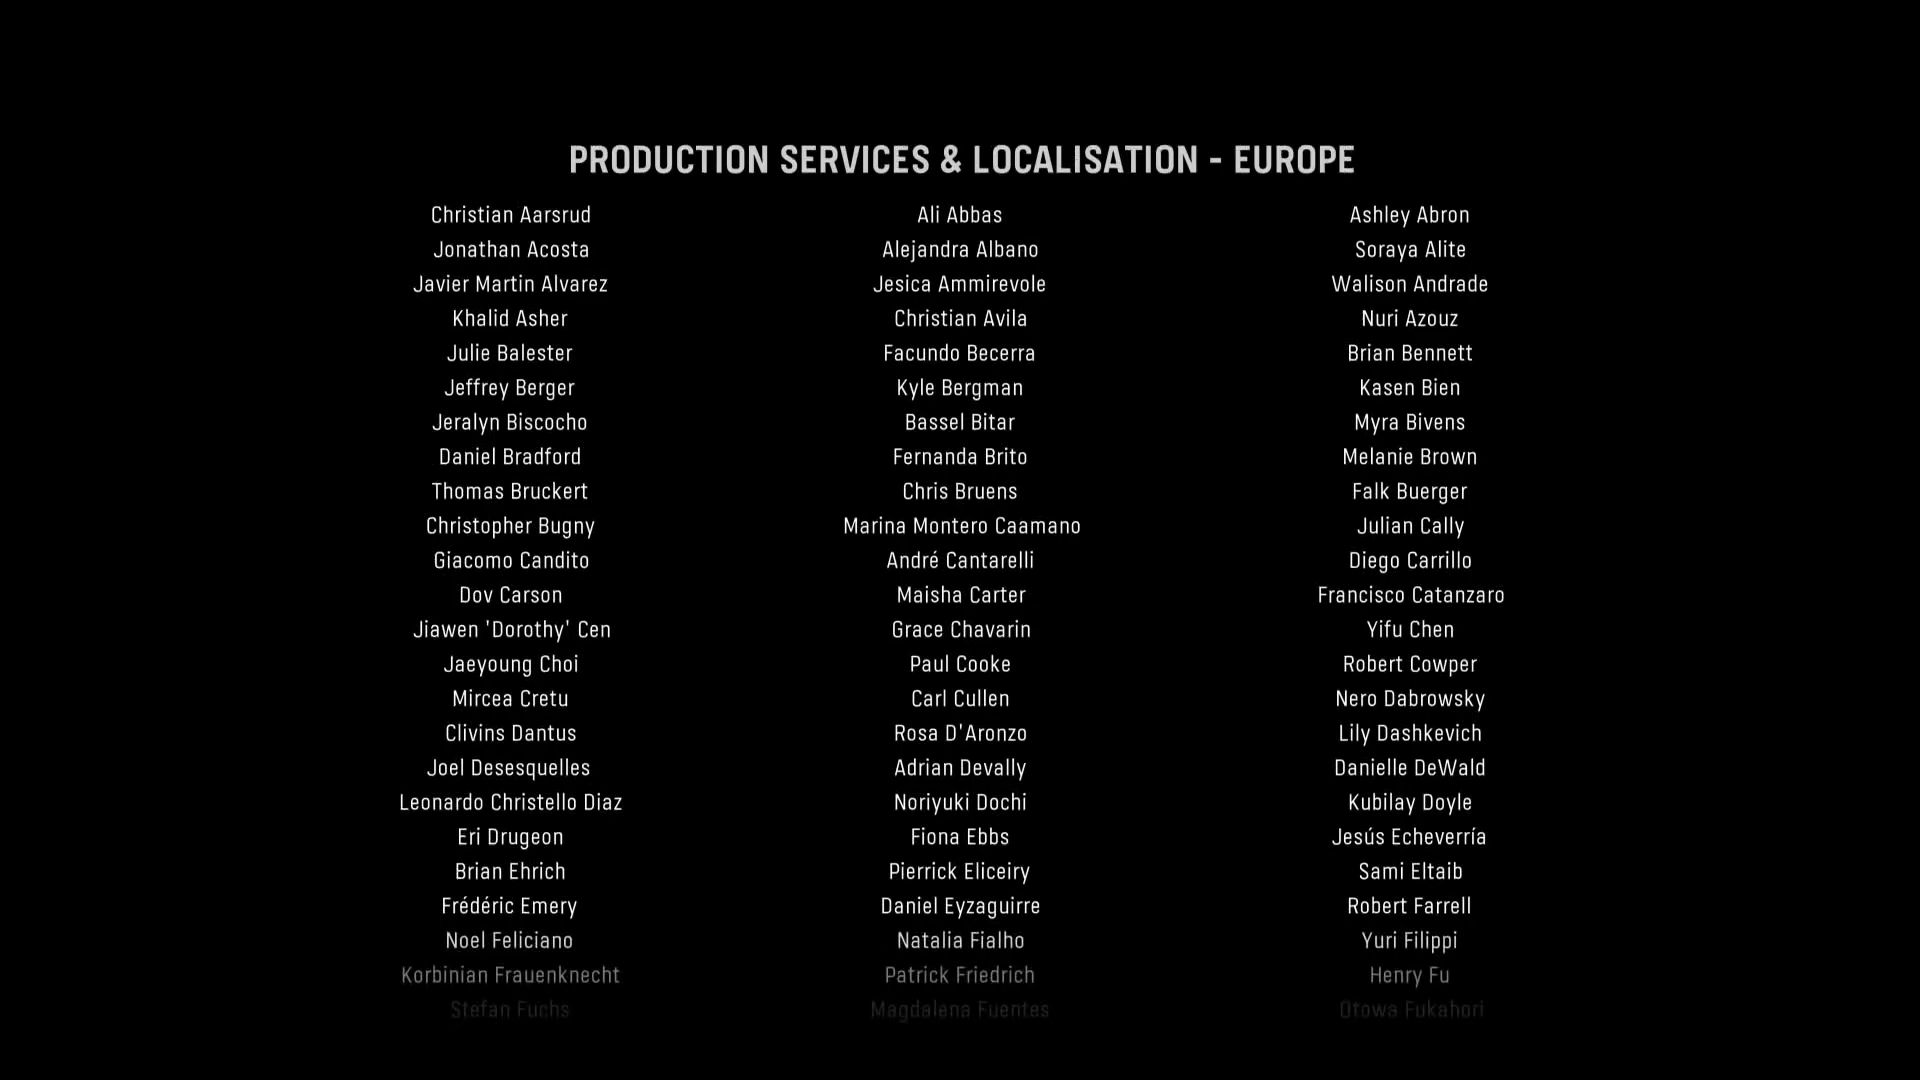 PRODUCTION SERVICES & LOCALISATION - EUROPE
Christian Aarsrud Ali Abbas Ashley Abron
Jonathan Acosta Alejandra Albano Soraya Alite
Javier Martin Alvarez Jesica Ammirevole Walison Andrade
Khalid Asher Christian Avila Nuri Azouz
Julie Balester Facundo Becerra Brian Bennett
Jeffrey Berger Kyle Bergman Kasen Bien
Jeralyn Biscocho Bassel Bitar Myra Bivens
Daniel Bradford Fernanda Brito Melanie Brown
Thomas Bruckert Chris Bruens Falk Buerger
Christopher Bugny Marina Montero Caamano Julian Cally
Giacomo Candito André Cantarelli Diego Carrillo
Dov Carson Maisha Carter Francisco Catanzaro
Jiawen 'Dorothy' Cen Grace Chavarin Yifu Chen
Jaeyoung Choi Paul Cooke Robert Cowper
Mircea Cretu Carl Cullen Nero Dabrowsky
Clivins Dantus Rosa D'Aronzo Lily Dashkevich
Joel Desesquelles Adrian Devally Danielle DeWald
Leonardo Christello Diaz Noriyuki Dochi Kubilay Doyle
Eri Drugeon Fiona Ebbs Jesús Echeverría
Brian Ehrich Pierrick Eliceiry Sami Eltaib
Frédéric Emery Daniel Eyzaguirre Robert Farrell
Noel Feliciano Natalia Fialho Yuri Filippi
Korbinian Frauenknecht Patrick Friedrich Henry Fu
Stefan Fuchs Magdalena Fuentes Otowa Fukahori